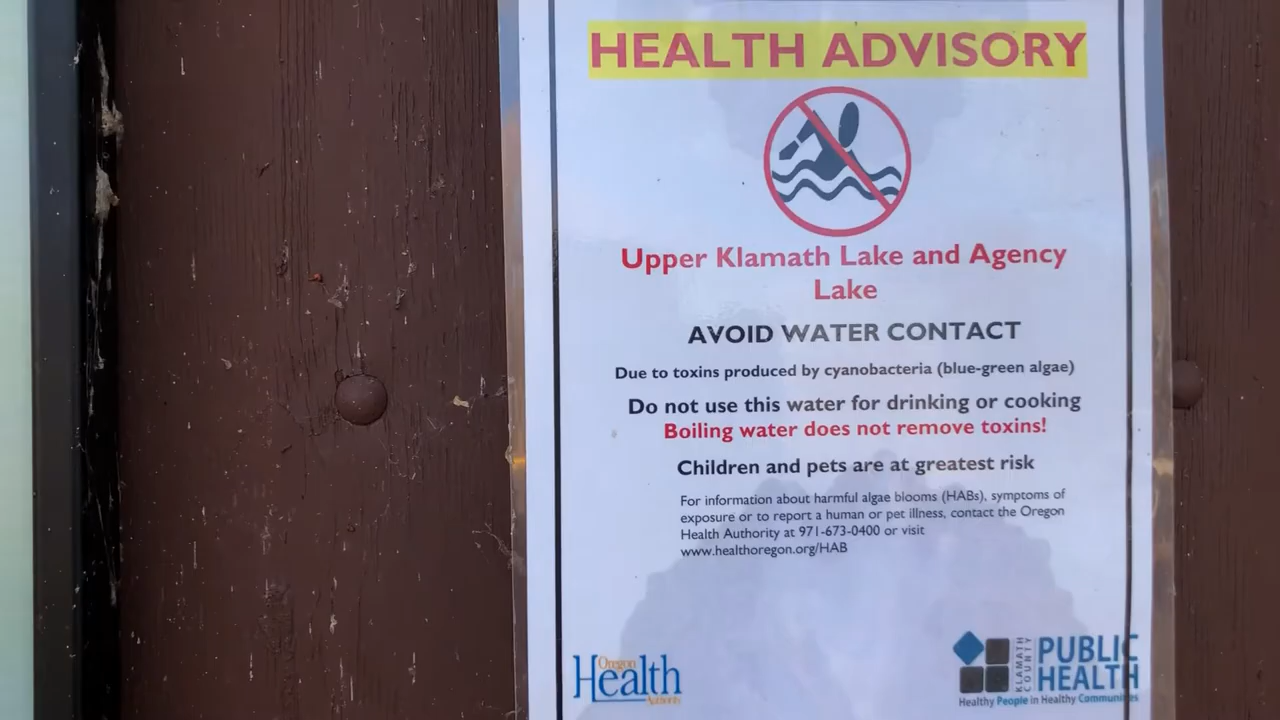 HEALTH ADVISORY
Upper Klamath Lake and Agency
Lake
AVOID WATER CONTACT
Due to toxins produced by cyanobacteria (blue-green algae)
Do not use this water for drinking or cooking
Boiling water does not remove toxins!
Children and pets are at greatest risk
For information about harmful algae blooms (HABs), symptoms of
exposure or to report a human or pet illness, contact the Oregon
Health Authority at 971-673-0400 or visit
www.healthoregon.org/HAB
Oregon
Health
Authority
KLAMATH
COUNTY
PUBLIC
HEALTH
Healthy People in Healthy Communities